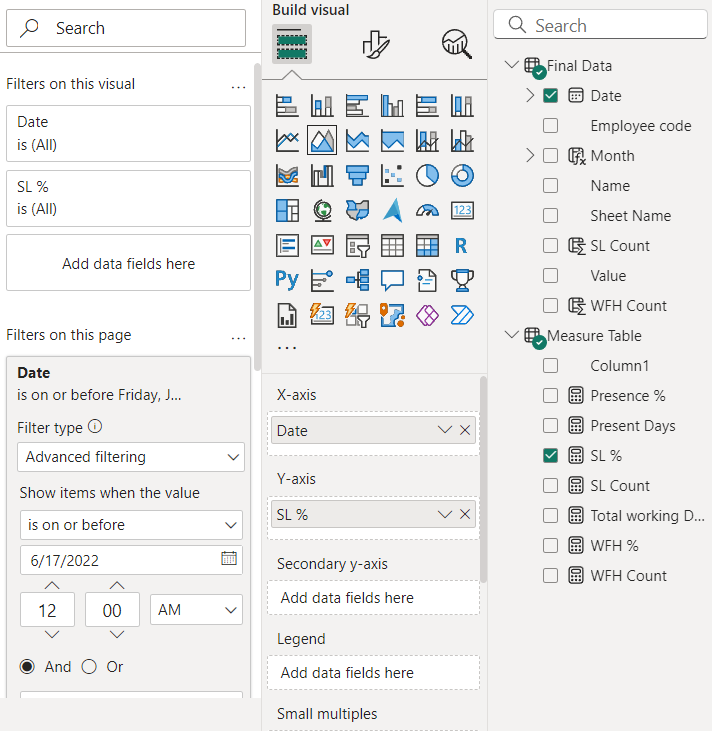 Search
Filters on this visual
...
Date
is (All)
SL %
is (All)
Add data fields here
Filters on this page
...
Date
is on or before Friday, J...
Filter type
Advanced filtering
Show items when the value
is on or before
6/17/2022
12
00
AM
And
Or
Build visual
123
R
Py
123
...
X-axis
Date
Y-axis
SL %
Secondary y-axis
Add data fields here
Legend
Add data fields here
Small multiples
Search
Final Data
Date
Employee code
Month
Name
Sheet Name
SL Count
Value
WFH Count
Measure Table
Column1
Presence %
Present Days
SL %
SL Count
Total working D...
WFH %
WFH Count